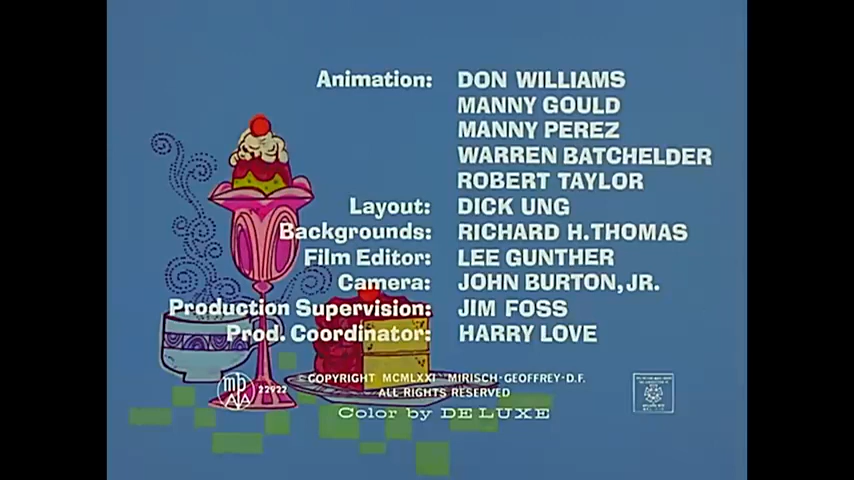 Animation: DON WILLIAMS
MANNY GOULD
MANNY PEREZ
WARREN BATCHELDER
ROBERT TAYLOR
Layout: DICK UNG
Backgrounds: RICHARD H. THOMAS
Film Editor: LEE GUNTHER
Camera: JOHN BURTON, JR.
Production Supervision: JIM FOSS
Prod. Coordinator: HARRY LOVE
MPAA 22922
©COPYRIGHT MCMLXXI MIRISCH-GEOFFREY-D.F.
ALL RIGHTS RESERVED
Color by DE LUXE